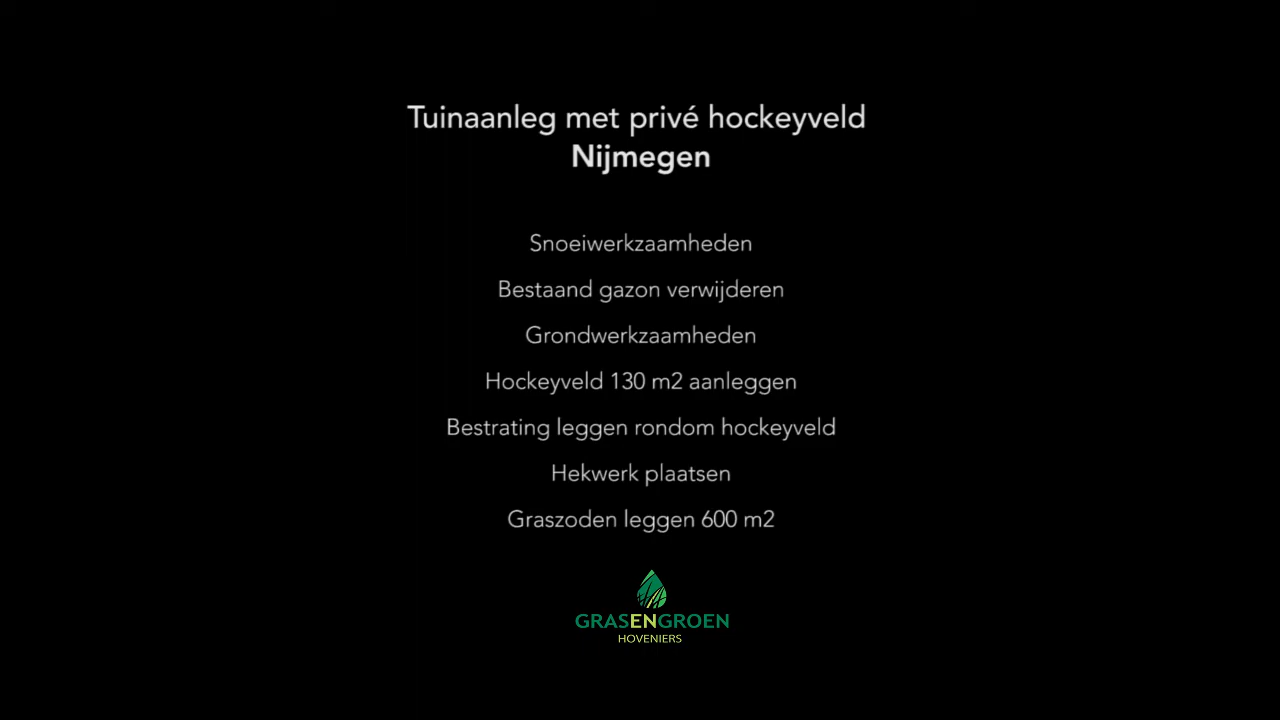 Tuinaanleg met privé hockeyveld
Nijmegen
Snoeiwerkzaamheden
Bestaand gazon verwijderen
Grondwerkzaamheden
Hockeyveld 130 m2 aanleggen
Bestrating leggen rondom hockeyveld
Hekwerk plaatsen
Graszoden leggen 600 m2
GRASENGROEN
HOVENIERS